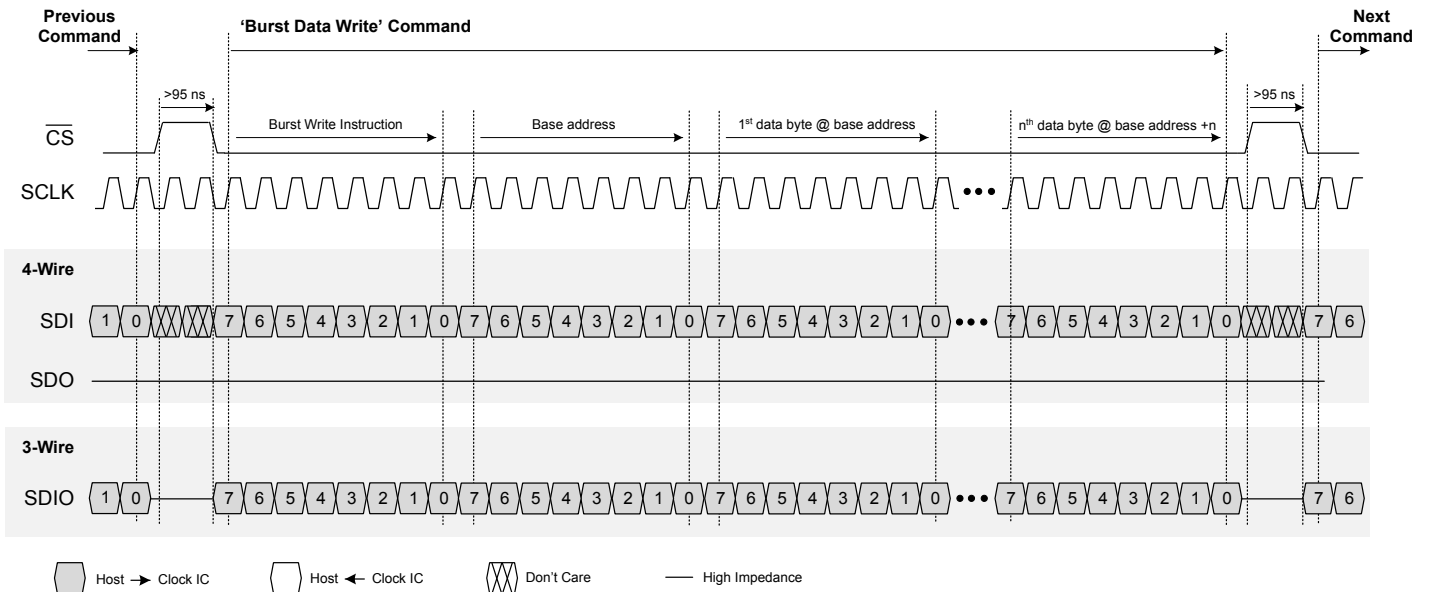 Previous Command
'Burst Data Write' Command
Next Command
>95 ns
>95 ns
Burst Write Instruction
Base address
1st data byte @ base address
nth data byte @ base address +n
CS
SCLK
•••
4-Wire
SDI 1 0 7 6 5 4 3 2 1 0 7 6 5 4 3 2 1 0 7 6 5 4 3 2 1 0 ••• 7 6 5 4 3 2 1 0 7 6
SDO
3-Wire
SDIO 1 0 7 6 5 4 3 2 1 0 7 6 5 4 3 2 1 0 7 6 5 4 3 2 1 0 ••• 7 6 5 4 3 2 1 0 7 6
Host → Clock IC
Host ← Clock IC
Don't Care
High Impedance